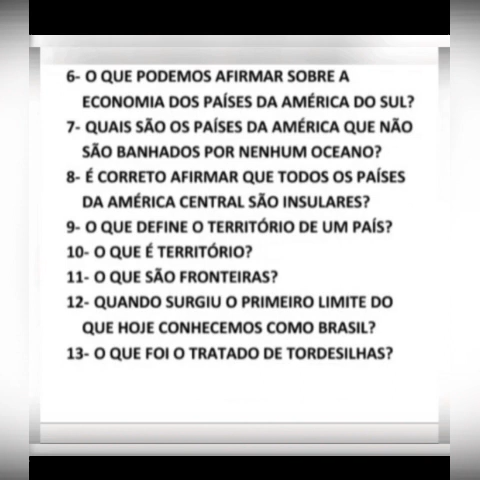 6- O QUE PODEMOS AFIRMAR SOBRE A
ECONOMIA DOS PAÍSES DA AMÉRICA DO SUL?
7- QUAIS SÃO OS PAÍSES DA AMÉRICA QUE NÃO
SÃO BANHADOS POR NENHUM OCEANO?
8- É CORRETO AFIRMAR QUE TODOS OS PAÍSES
DA AMÉRICA CENTRAL SÃO INSULARES?
9- O QUE DEFINE O TERRITÓRIO DE UM PAÍS?
10- O QUE É TERRITÓRIO?
11- O QUE SÃO FRONTEIRAS?
12- QUANDO SURGIU O PRIMEIRO LIMITE DO
QUE HOJE CONHECEMOS COMO BRASIL?
13- O QUE FOI O TRATADO DE TORDESILHAS?